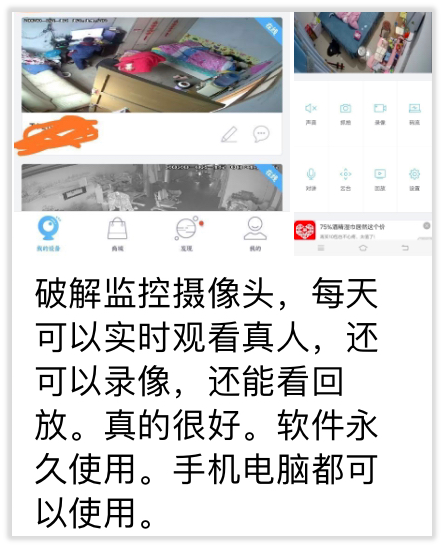 在线
在线
我的设备
商城
发现
我的
声音
抓拍
录像
画质
对讲
云台
回放
设置
75%酒精湿巾居然这个价
破解监控摄像头，每天
可以实时观看真人，还
可以录像，还能看回
放。真的很好。软件永
久使用。手机电脑都可
以使用。